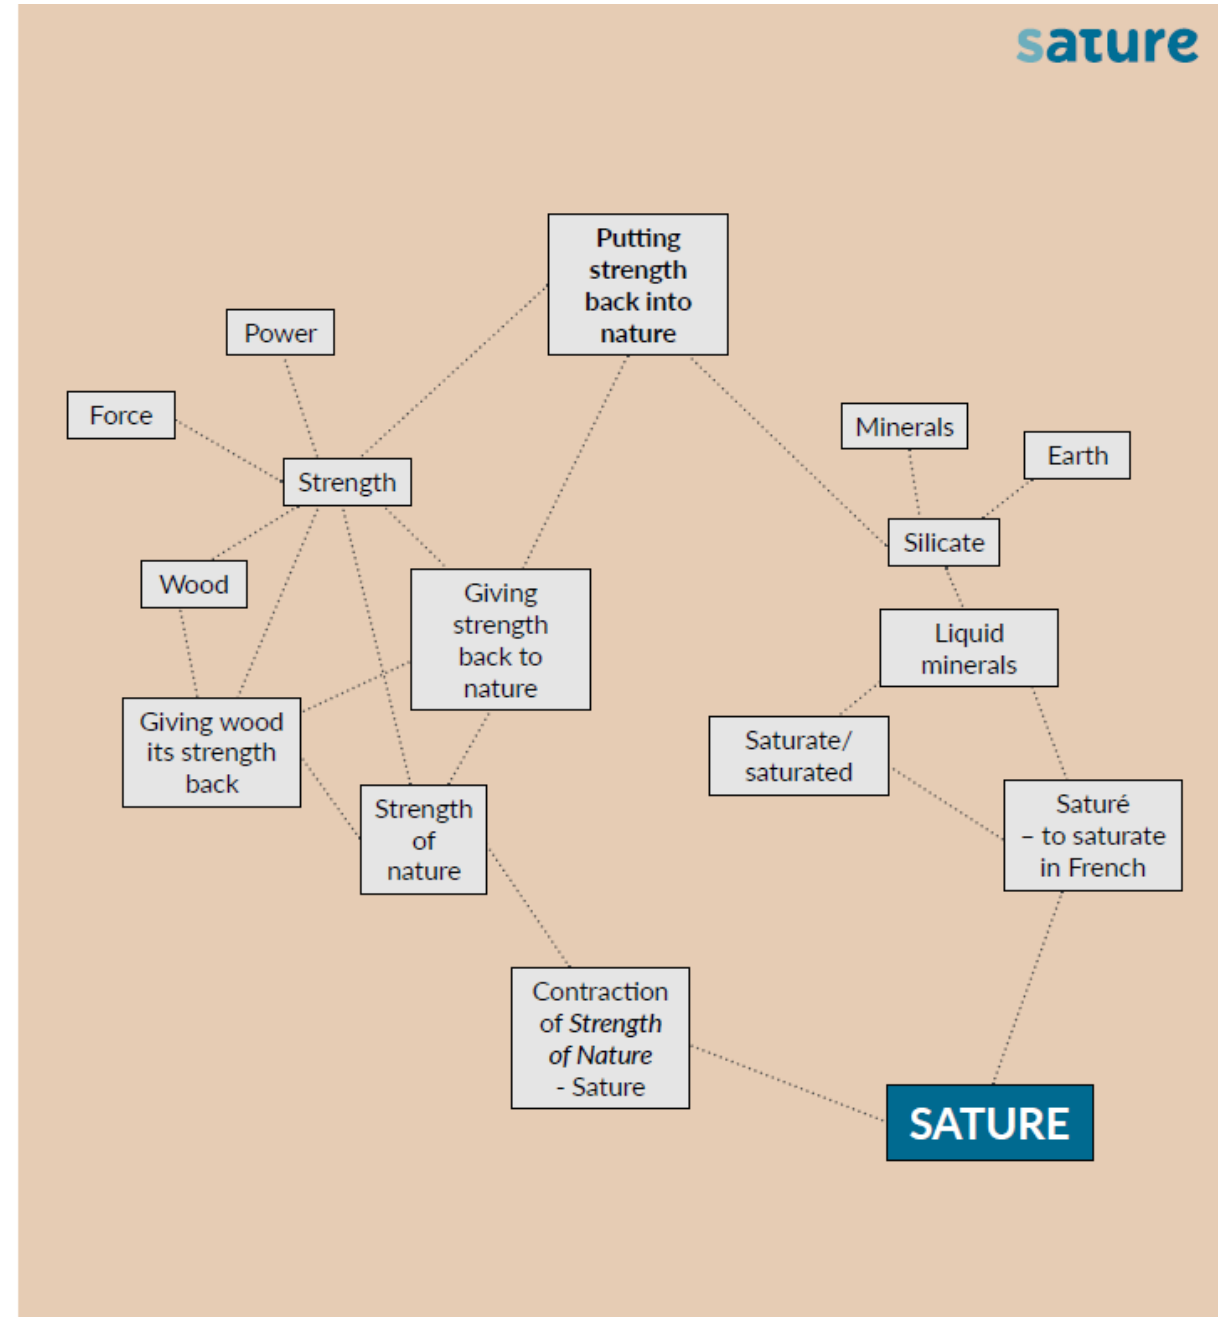 sature
Putting
strength
back into
nature
Power
Force
Strength
Minerals
Earth
Silicate
Wood
Giving
strength
back to
nature
Liquid
minerals
Giving wood
its strength
back
Saturate/
saturated
Strength
of
nature
Saturé
– to saturate
in French
Contraction
of Strength
of Nature
- Sature
SATURE